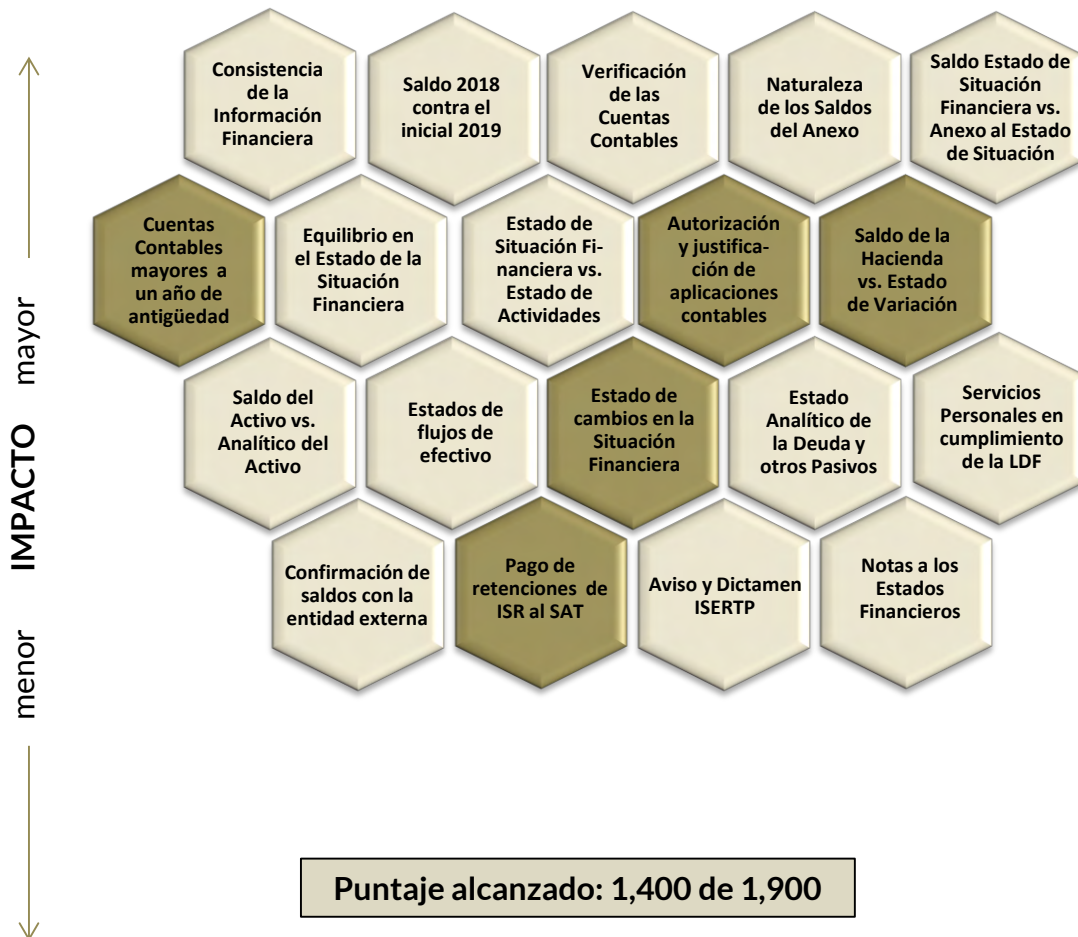 Consistencia
de la
Información
Financiera
Saldo 2018
contra el
inicial 2019
Verificación
de las
Cuentas
Contables
Naturaleza
de los Saldos
del Anexo
Saldo Estado de
Situación
Financiera vs.
Anexo al Estado
de Situación
Cuentas
Contables
mayores a
un año de
antigüedad
Equilibrio en
el Estado de la
Situación
Financiera
Estado de
Situación Fi-
nanciera vs.
Estado de
Actividades
Autorización
y justifica-
ción de
aplicaciones
contables
Saldo de la
Hacienda
vs. Estado
de Variación
Saldo del
Activo vs.
Analítico del
Activo
Estados de
flujos de
efectivo
Estado de
cambios en la
Situación
Financiera
Estado
Analítico de
la Deuda y
otros Pasivos
Servicios
Personales en
cumplimiento
de la LDF
Confirmación de
saldos con la
entidad externa
Pago de
retenciones de
ISR al SAT
Aviso y Dictamen
ISERTP
Notas a los
Estados
Financieros
menor IMPACTO mayor
Puntaje alcanzado: 1,400 de 1,900